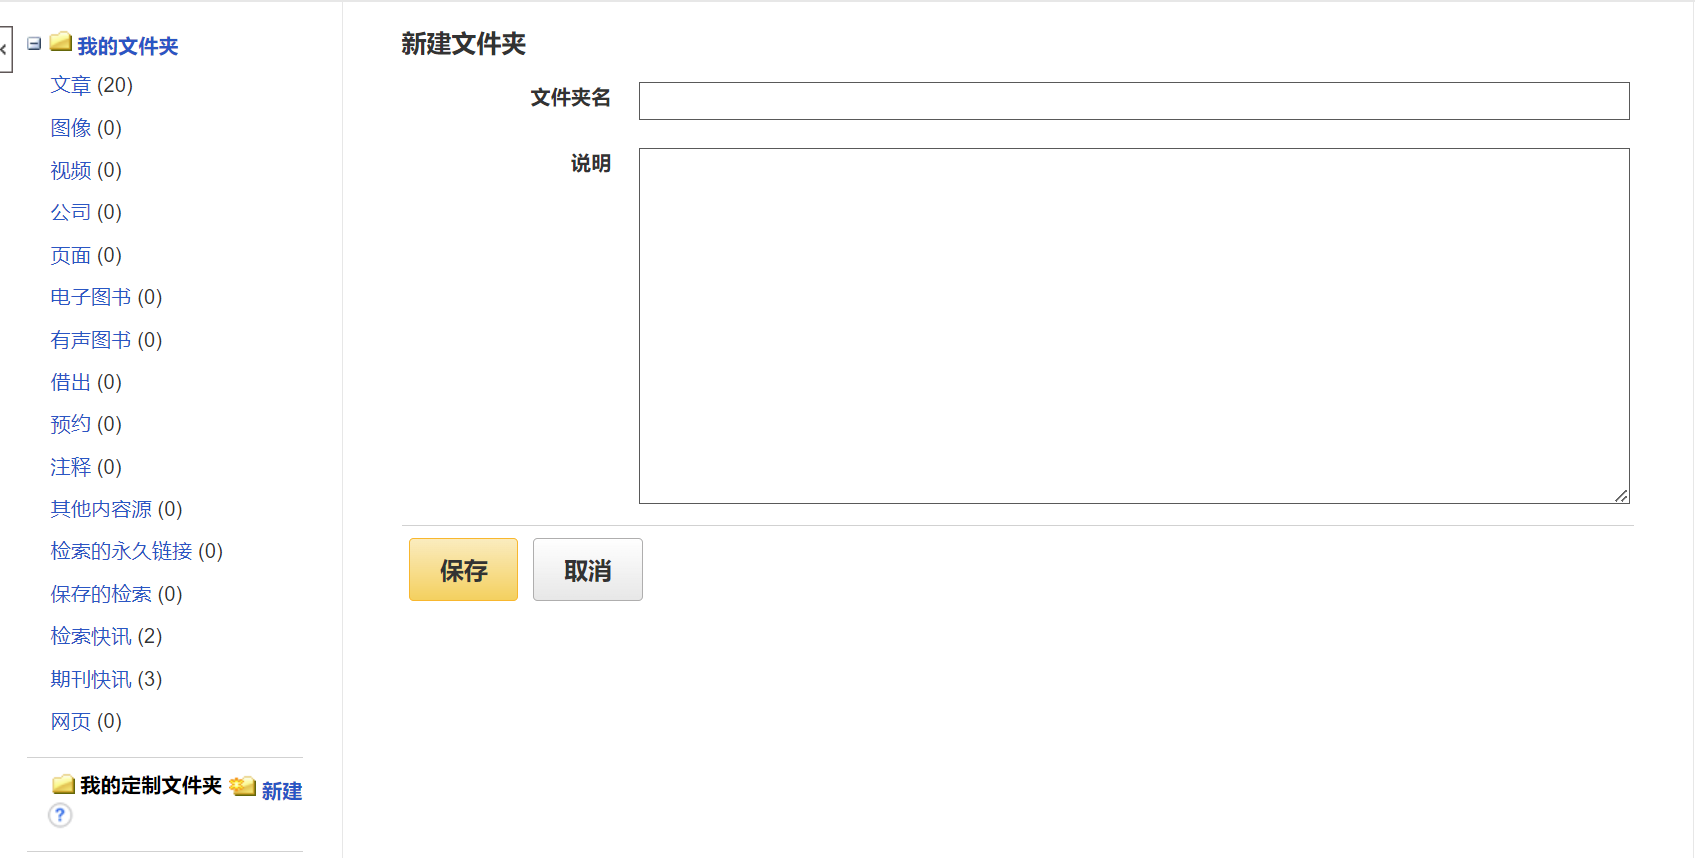 我的文件夹
文章 (20)
图像 (0)
视频 (0)
公司 (0)
页面 (0)
电子图书 (0)
有声图书 (0)
借出 (0)
预约 (0)
注释 (0)
其他内容源 (0)
检索的永久链接 (0)
保存的检索 (0)
检索快讯 (2)
期刊快讯 (3)
网页 (0)
我的定制文件夹 新建
?
新建文件夹
文件夹名
说明
保存 取消